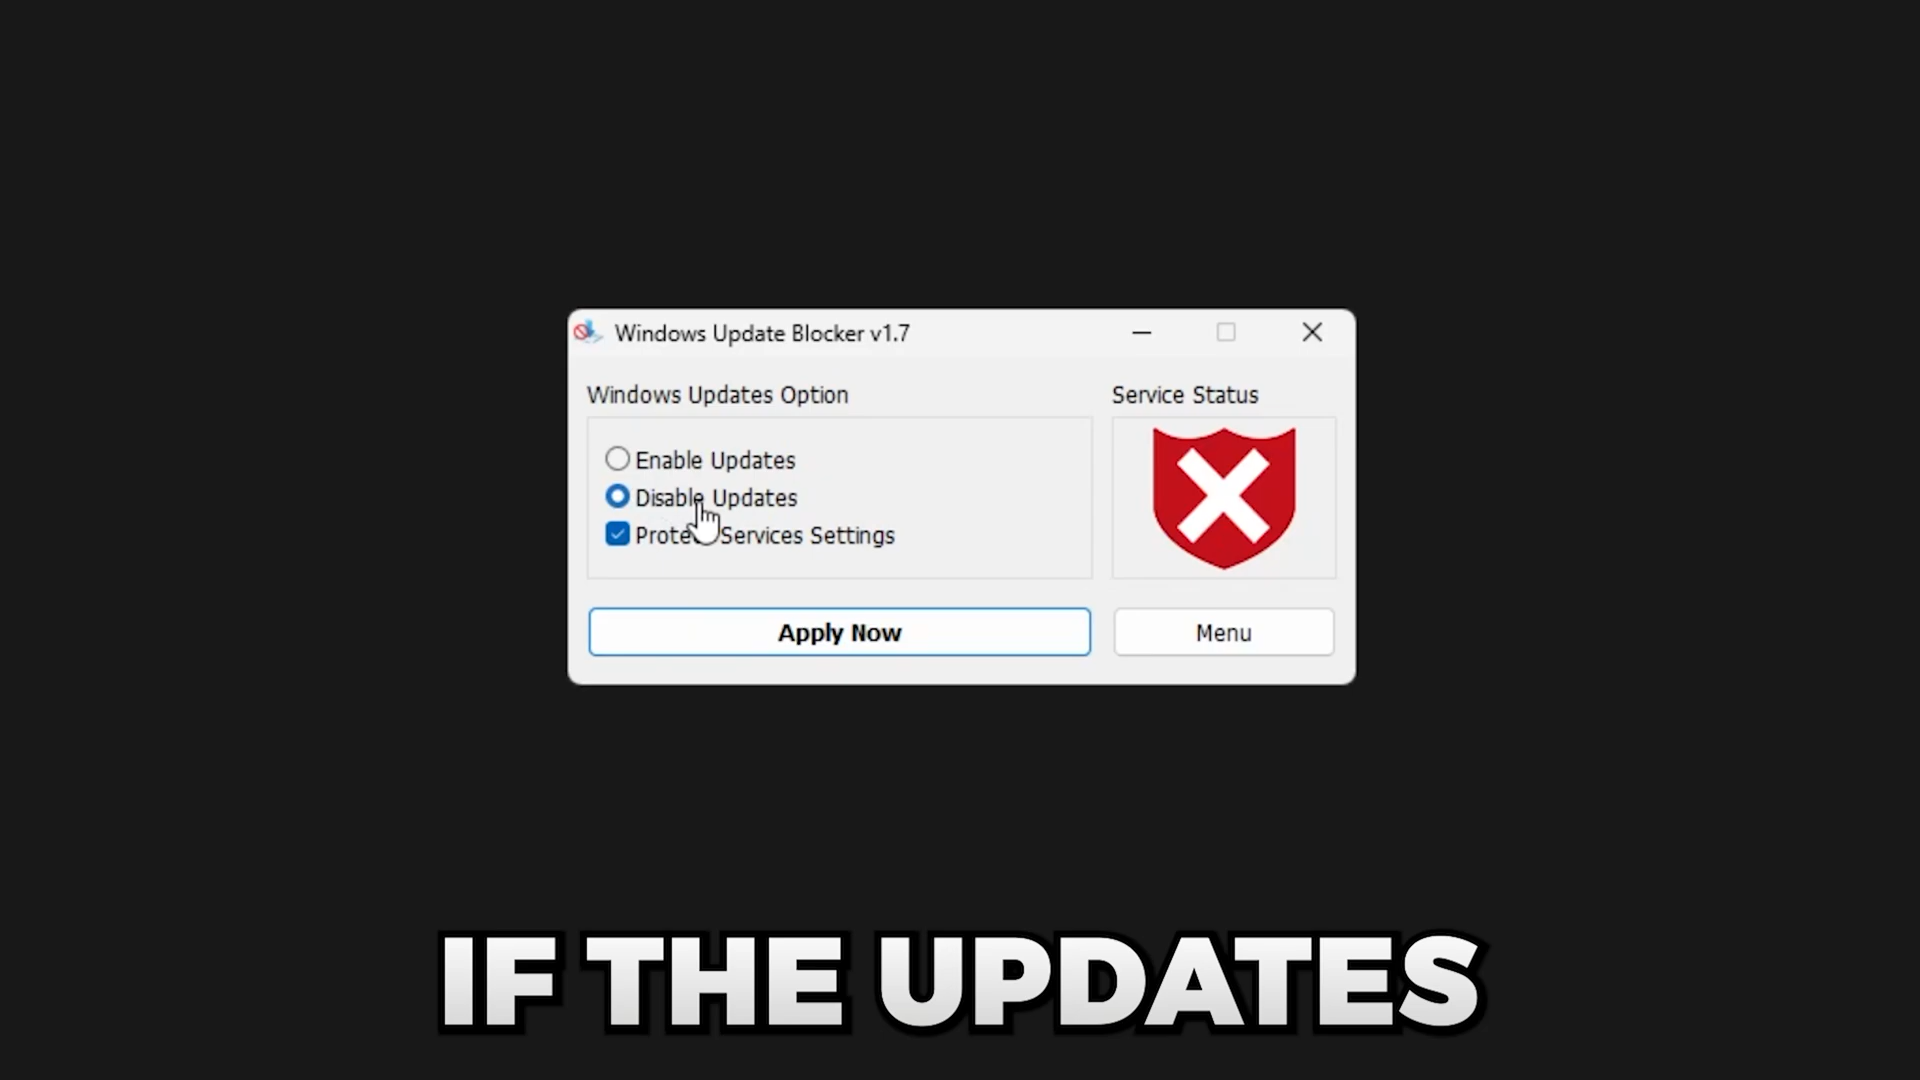 Windows Update Blocker v1.7
Windows Updates Option
Service Status
Enable Updates
Disable Updates
Protect Services Settings
Apply Now
Menu
IF THE UPDATES